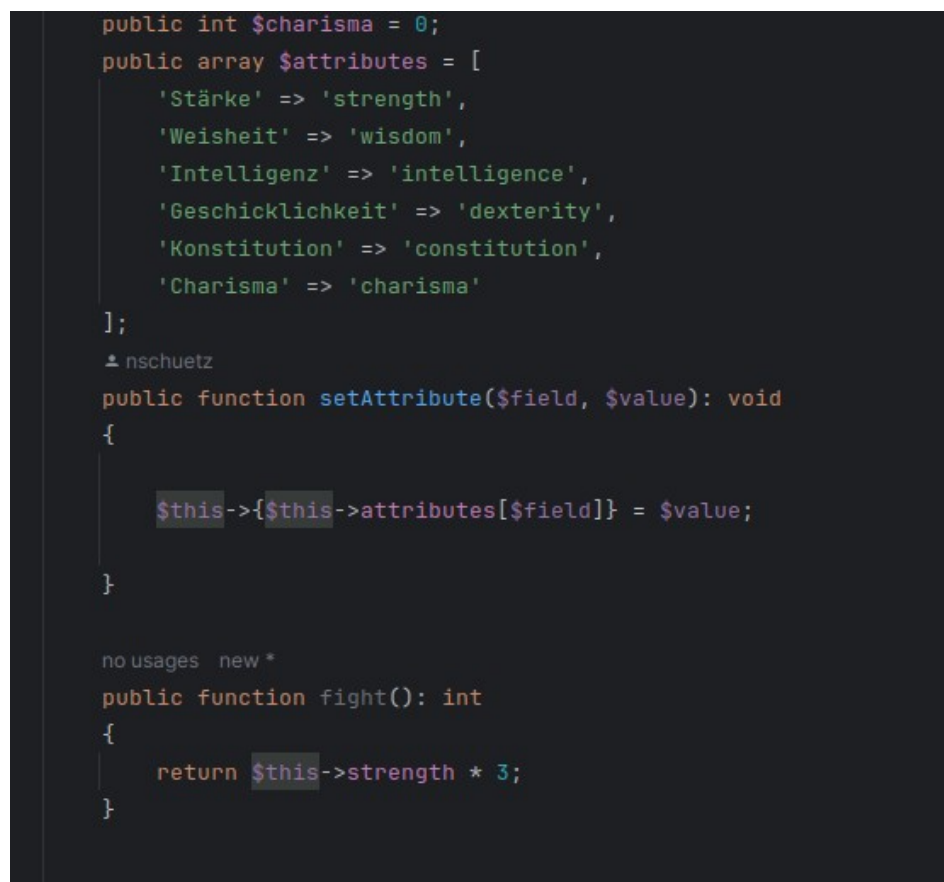 public int $charisma = 0;
public array $attributes = [
'Stärke' => 'strength',
'Weisheit' => 'wisdom',
'Intelligenz' => 'intelligence',
'Geschicklichkeit' => 'dexterity',
'Konstitution' => 'constitution',
'Charisma' => 'charisma'
];
nschuetz
public function setAttribute($field, $value): void
{
$this->{$this->attributes[$field]} = $value;
}
no usages new *
public function fight(): int
{
return $this->strength * 3;
}